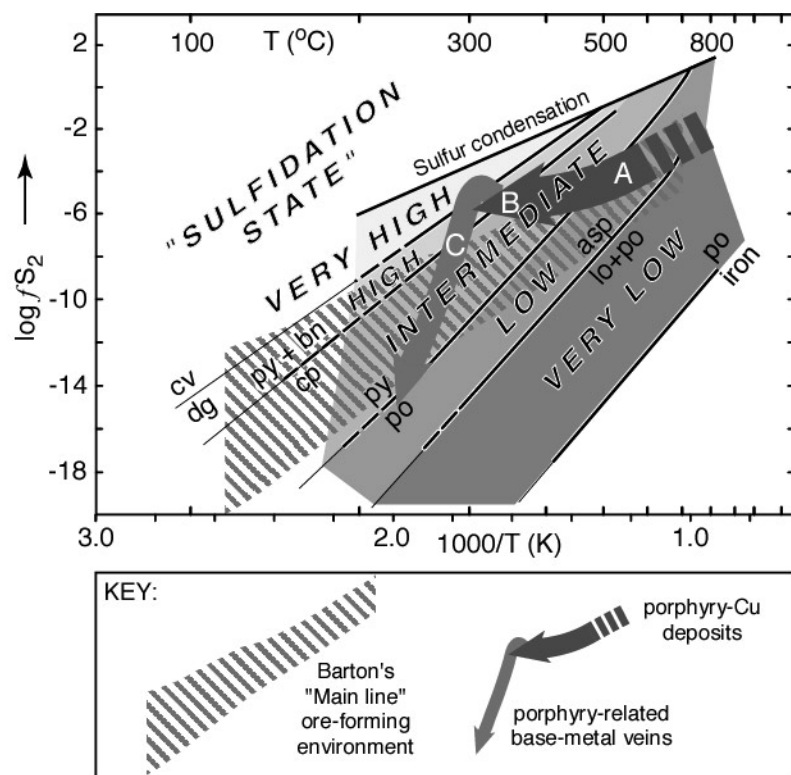 100 T (°C) 300 500 800
2
-2
-6
-10
-14
-18
log fS2
"SULFIDATION
STATE"
Sulfur condensation
VERY HIGH
HIGH
INTERMEDIATE
LOW
VERY LOW
A
B
C
asp
lo+po
po
iron
cv
dg
py + bn
cp
py
po
3.0 2.0 1000/T (K) 1.0
KEY:
Barton's
"Main line"
ore-forming
environment
porphyry-Cu
deposits
porphyry-related
base-metal veins